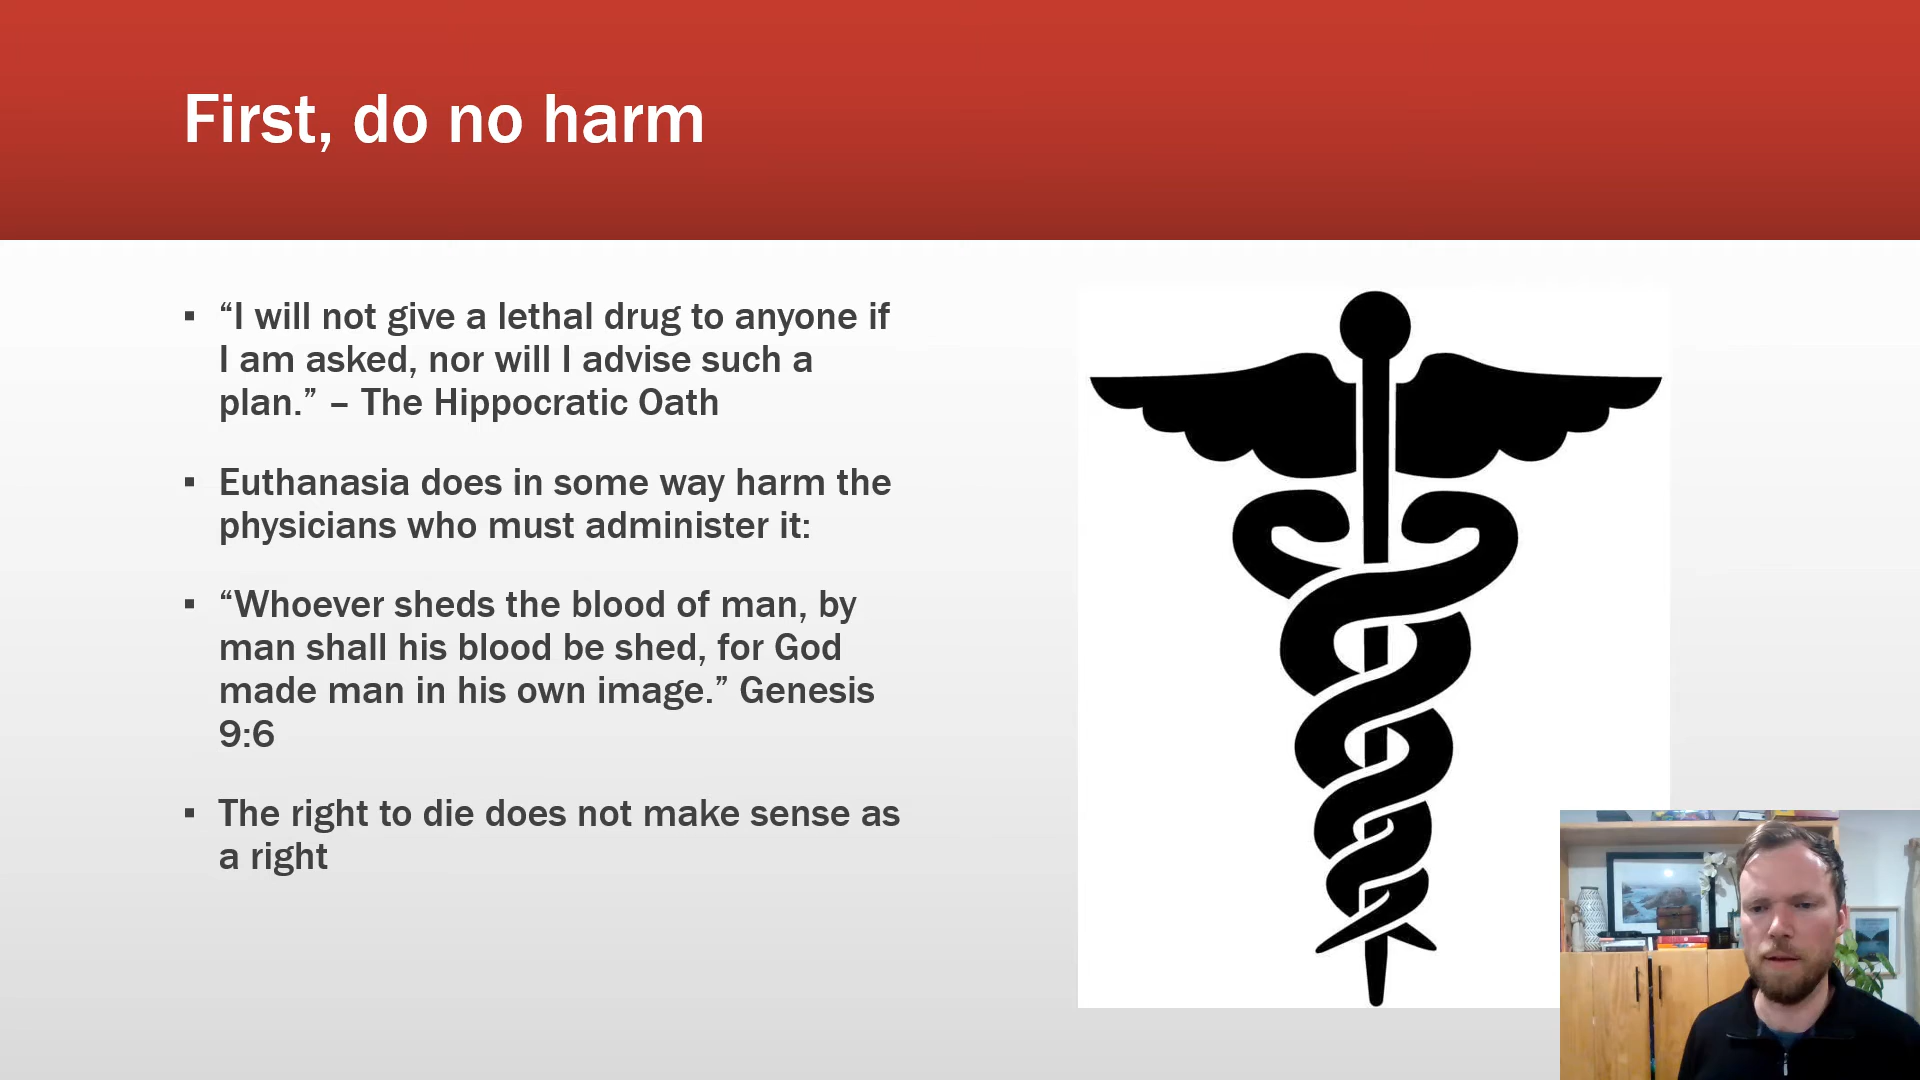 First, do no harm
▪ “I will not give a lethal drug to anyone if
I am asked, nor will I advise such a
plan.” – The Hippocratic Oath
▪ Euthanasia does in some way harm the
physicians who must administer it:
▪ “Whoever sheds the blood of man, by
man shall his blood be shed, for God
made man in his own image.” Genesis
9:6
▪ The right to die does not make sense as
a right